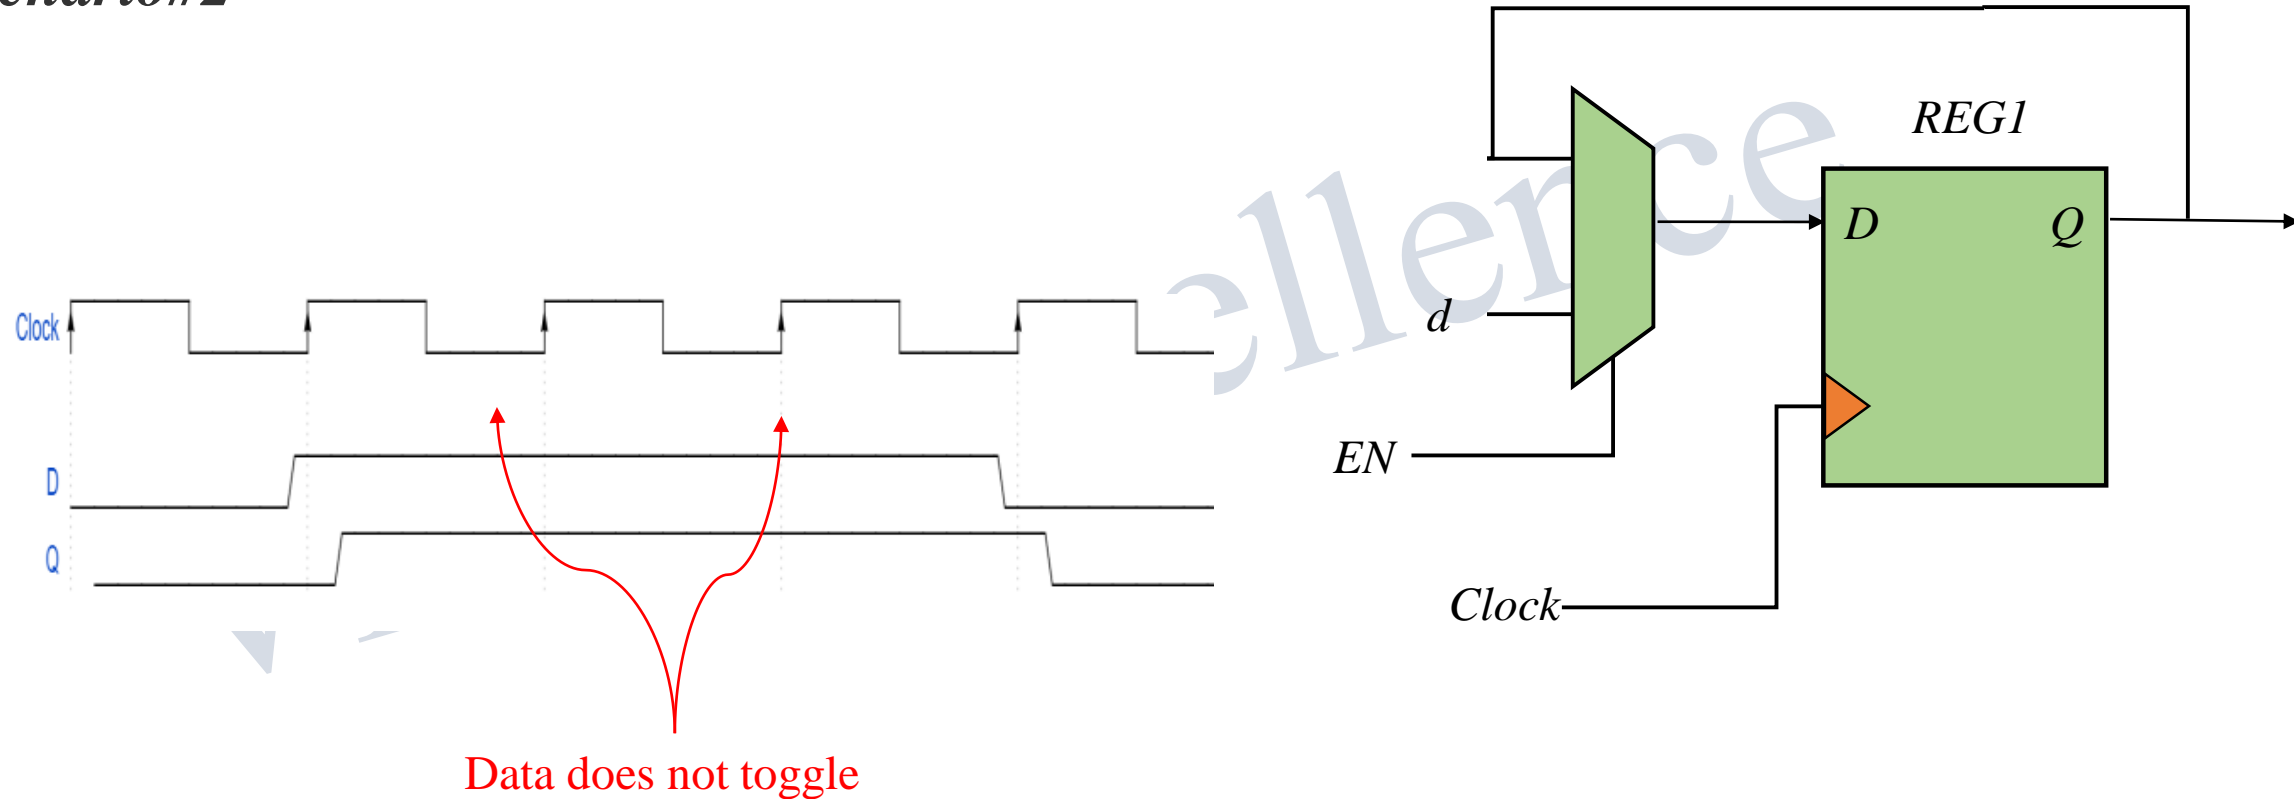 REG1
D
Q
d
EN
Clock
Clock
D
Q
Data does not toggle